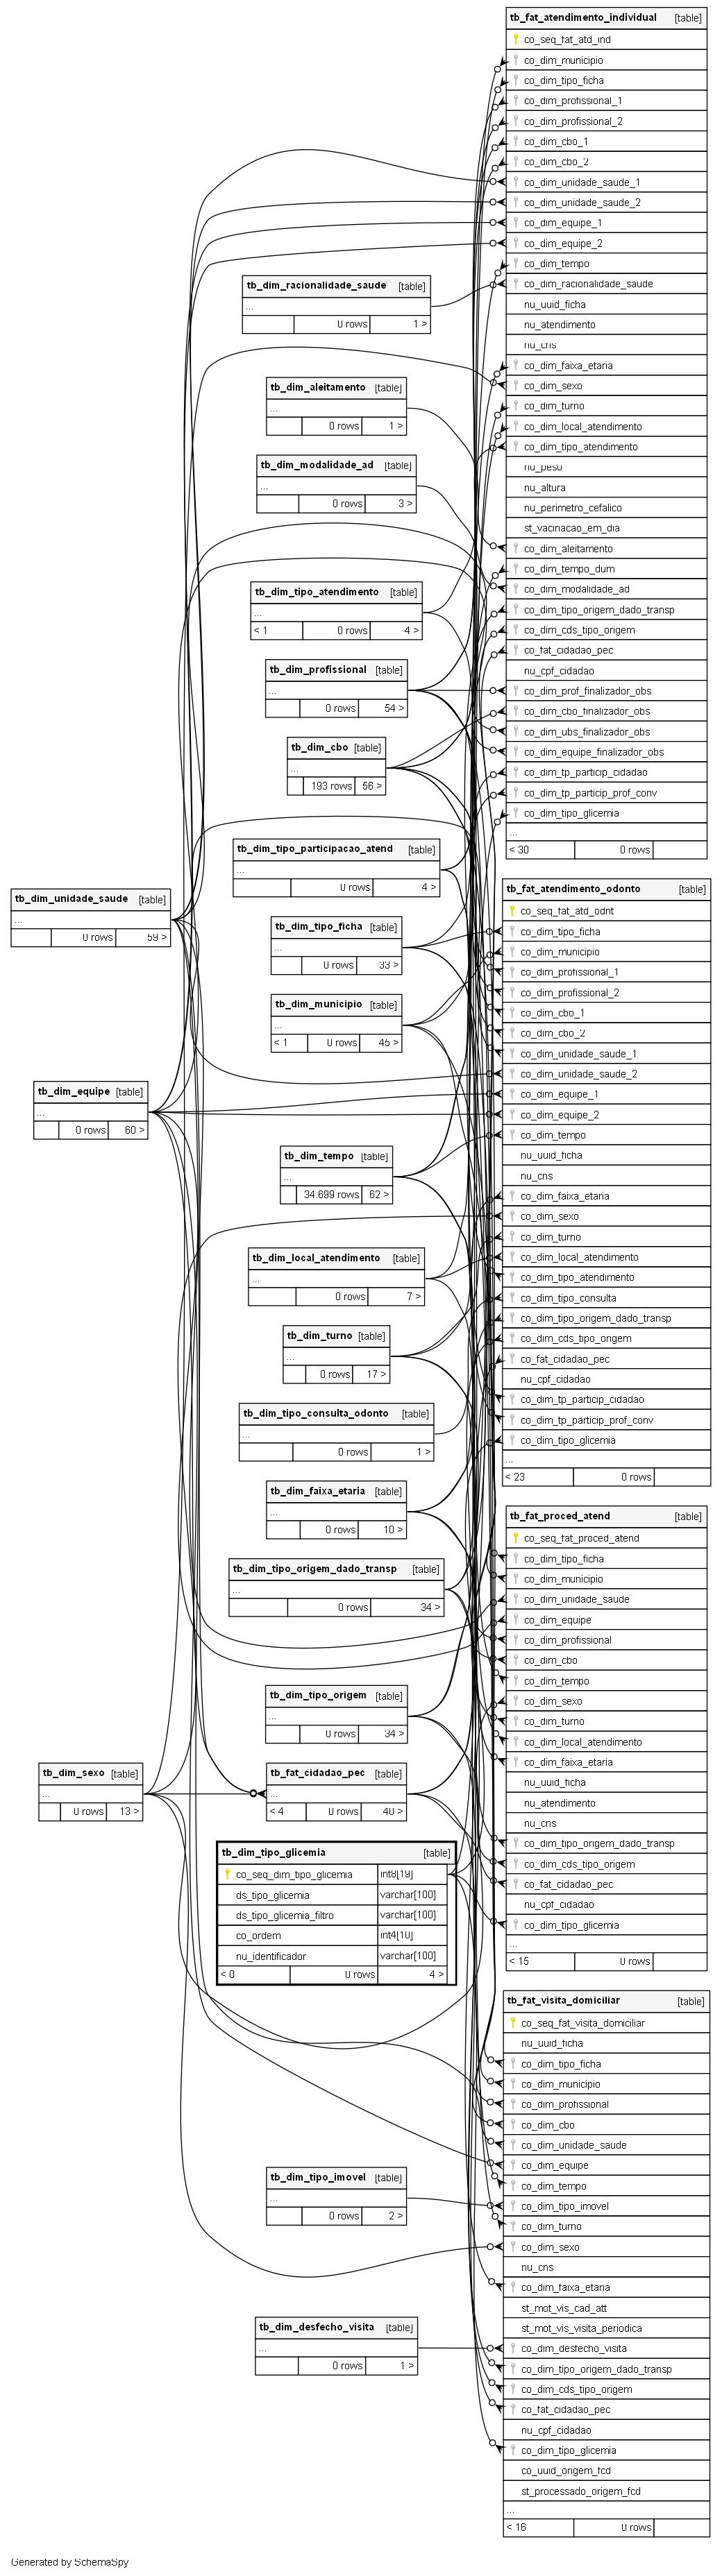 tb_fat_atendimento_individual [table]
co_seq_fat_atd_ind
co_dim_municipio
co_dim_tipo_ficha
co_dim_profissional_1
co_dim_profissional_2
co_dim_cbo_1
co_dim_cbo_2
co_dim_unidade_saude_1
co_dim_unidade_saude_2
co_dim_equipe_1
co_dim_equipe_2
co_dim_tempo
co_dim_racionalidade_saude
nu_uuid_ficha
nu_atendimento
nu_cns
co_dim_faixa_etaria
co_dim_sexo
co_dim_turno
co_dim_local_atendimento
co_dim_tipo_atendimento
nu_peso
nu_altura
nu_perimetro_cefalico
st_vacinacao_em_dia
co_dim_aleitamento
co_dim_tempo_dum
co_dim_modalidade_ad
co_dim_tipo_origem_dado_transp
co_dim_cds_tipo_origem
co_fat_cidadao_pec
nu_cpf_cidadao
co_dim_prof_finalizador_obs
co_dim_cbo_finalizador_obs
co_dim_ubs_finalizador_obs
co_dim_equipe_finalizador_obs
co_dim_tp_particip_cidadao
co_dim_tp_particip_prof_conv
co_dim_tipo_glicemia
...
< 30 0 rows
tb_dim_racionalidade_saude [table]
...
0 rows 1 >
tb_dim_aleitamento [table]
...
0 rows 1 >
tb_dim_modalidade_ad [table]
...
0 rows 3 >
tb_dim_tipo_atendimento [table]
...
< 1 0 rows 4 >
tb_dim_profissional [table]
...
0 rows 54 >
tb_dim_cbo [table]
...
193 rows 56 >
tb_dim_tipo_participacao_atend [table]
...
0 rows 4 >
tb_dim_unidade_saude [table]
...
0 rows 59 >
tb_dim_tipo_ficha [table]
...
0 rows 33 >
tb_dim_municipio [table]
...
< 1 0 rows 45 >
tb_dim_equipe [table]
...
0 rows 60 >
tb_dim_tempo [table]
...
34.699 rows 62 >
tb_dim_local_atendimento [table]
...
0 rows 7 >
tb_dim_turno [table]
...
0 rows 17 >
tb_dim_tipo_consulta_odonto [table]
...
0 rows 1 >
tb_dim_faixa_etaria [table]
...
0 rows 10 >
tb_dim_tipo_origem_dado_transp [table]
...
0 rows 34 >
tb_dim_tipo_origem [table]
...
0 rows 34 >
tb_dim_sexo [table]
...
0 rows 13 >
tb_fat_cidadao_pec [table]
...
< 4 0 rows 40 >
tb_dim_tipo_glicemia [table]
co_seq_dim_tipo_glicemia int8[19]
ds_tipo_glicemia varchar[100]
ds_tipo_glicemia_filtro varchar[100]
co_ordem int4[10]
nu_identificador varchar[100]
< 0 0 rows 4 >
tb_dim_tipo_imovel [table]
...
0 rows 2 >
tb_dim_desfecho_visita [table]
...
0 rows 1 >
tb_fat_atendimento_odonto [table]
co_seq_fat_atd_odnt
co_dim_tipo_ficha
co_dim_municipio
co_dim_profissional_1
co_dim_profissional_2
co_dim_cbo_1
co_dim_cbo_2
co_dim_unidade_saude_1
co_dim_unidade_saude_2
co_dim_equipe_1
co_dim_equipe_2
co_dim_tempo
nu_uuid_ficha
nu_cns
co_dim_faixa_etaria
co_dim_sexo
co_dim_turno
co_dim_local_atendimento
co_dim_tipo_atendimento
co_dim_tipo_consulta
co_dim_tipo_origem_dado_transp
co_dim_cds_tipo_origem
co_fat_cidadao_pec
nu_cpf_cidadao
co_dim_tp_particip_cidadao
co_dim_tp_particip_prof_conv
co_dim_tipo_glicemia
...
< 23 0 rows
tb_fat_proced_atend [table]
co_seq_fat_proced_atend
co_dim_tipo_ficha
co_dim_municipio
co_dim_unidade_saude
co_dim_equipe
co_dim_profissional
co_dim_cbo
co_dim_tempo
co_dim_sexo
co_dim_turno
co_dim_local_atendimento
co_dim_faixa_etaria
nu_uuid_ficha
nu_atendimento
nu_cns
co_dim_tipo_origem_dado_transp
co_dim_cds_tipo_origem
co_fat_cidadao_pec
nu_cpf_cidadao
co_dim_tipo_glicemia
...
< 15 0 rows
tb_fat_visita_domiciliar [table]
co_seq_fat_visita_domiciliar
nu_uuid_ficha
co_dim_tipo_ficha
co_dim_municipio
co_dim_profissional
co_dim_cbo
co_dim_unidade_saude
co_dim_equipe
co_dim_tempo
co_dim_tipo_imovel
co_dim_turno
co_dim_sexo
nu_cns
co_dim_faixa_etaria
st_mot_vis_cad_att
st_mot_vis_visita_periodica
co_dim_desfecho_visita
co_dim_tipo_origem_dado_transp
co_dim_cds_tipo_origem
co_fat_cidadao_pec
nu_cpf_cidadao
co_dim_tipo_glicemia
co_uuid_origem_fcd
st_processado_origem_fcd
...
< 16 0 rows
Generated by SchemaSpy